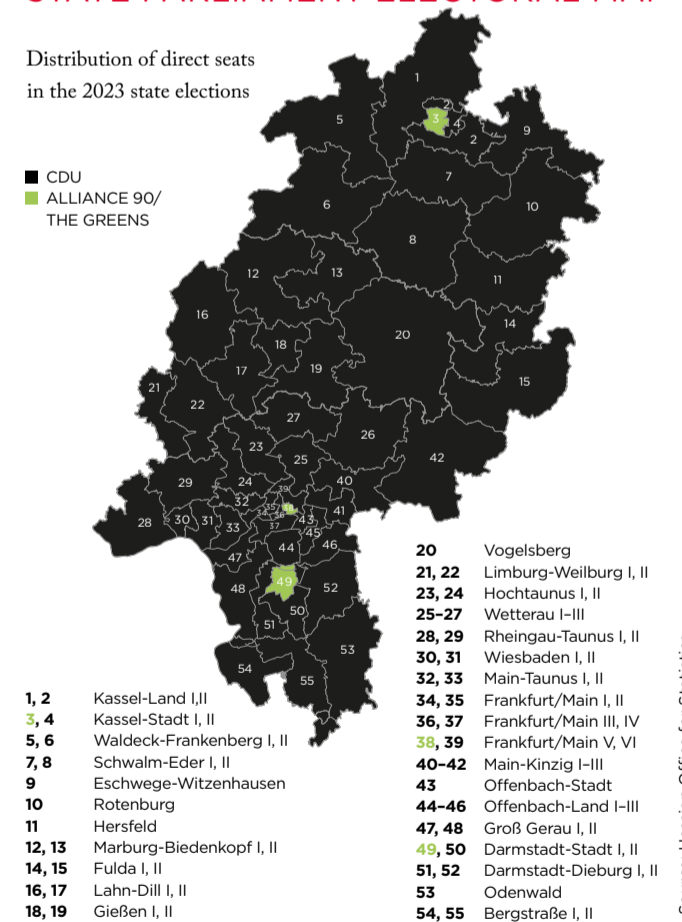 Distribution of direct seats
in the 2023 state elections
CDU
ALLIANCE 90/
THE GREENS
1
2
3
4
2
5
9
7
6
10
8
12
13
11
16
14
20
18
17
19
15
21
22
27
26
23
25
42
24
40
29
39
32
35
38
34
36
41
43
28
30
31
33
37
45
44
46
47
49
48
52
50
51
53
54
55
1, 2 Kassel-Land I,II
3, 4 Kassel-Stadt I, II
5, 6 Waldeck-Frankenberg I, II
7, 8 Schwalm-Eder I, II
9 Eschwege-Witzenhausen
10 Rotenburg
11 Hersfeld
12, 13 Marburg-Biedenkopf I, II
14, 15 Fulda I, II
16, 17 Lahn-Dill I, II
18, 19 Gießen I, II
20 Vogelsberg
21, 22 Limburg-Weilburg I, II
23, 24 Hochtaunus I, II
25–27 Wetterau I–III
28, 29 Rheingau-Taunus I, II
30, 31 Wiesbaden I, II
32, 33 Main-Taunus I, II
34, 35 Frankfurt/Main I, II
36, 37 Frankfurt/Main III, IV
38, 39 Frankfurt/Main V, VI
40–42 Main-Kinzig I–III
43 Offenbach-Stadt
44–46 Offenbach-Land I–III
47, 48 Groß Gerau I, II
49, 50 Darmstadt-Stadt I, II
51, 52 Darmstadt-Dieburg I, II
53 Odenwald
54, 55 Bergstraße I, II